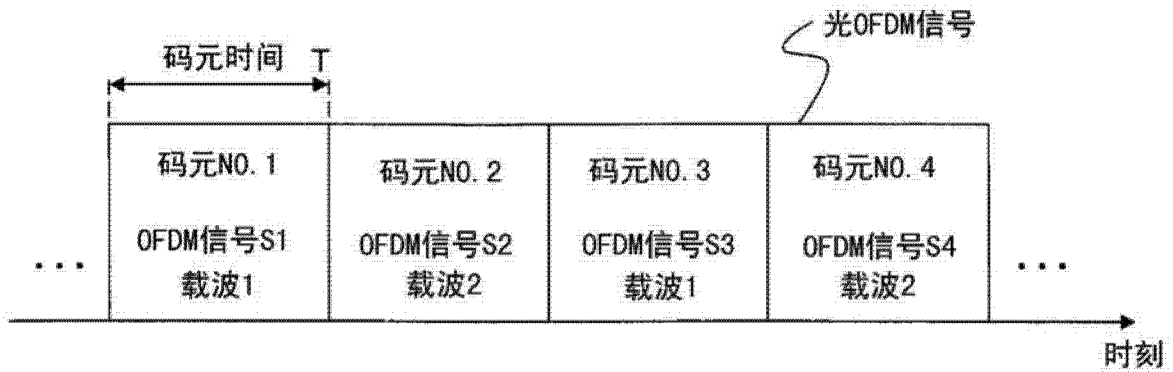 光OFDM信号
码元时间 T
码元NO.1
OFDM信号S1
载波1
码元NO.2
OFDM信号S2
载波2
码元NO.3
OFDM信号S3
载波1
码元NO.4
OFDM信号S4
载波2
...
...
时刻